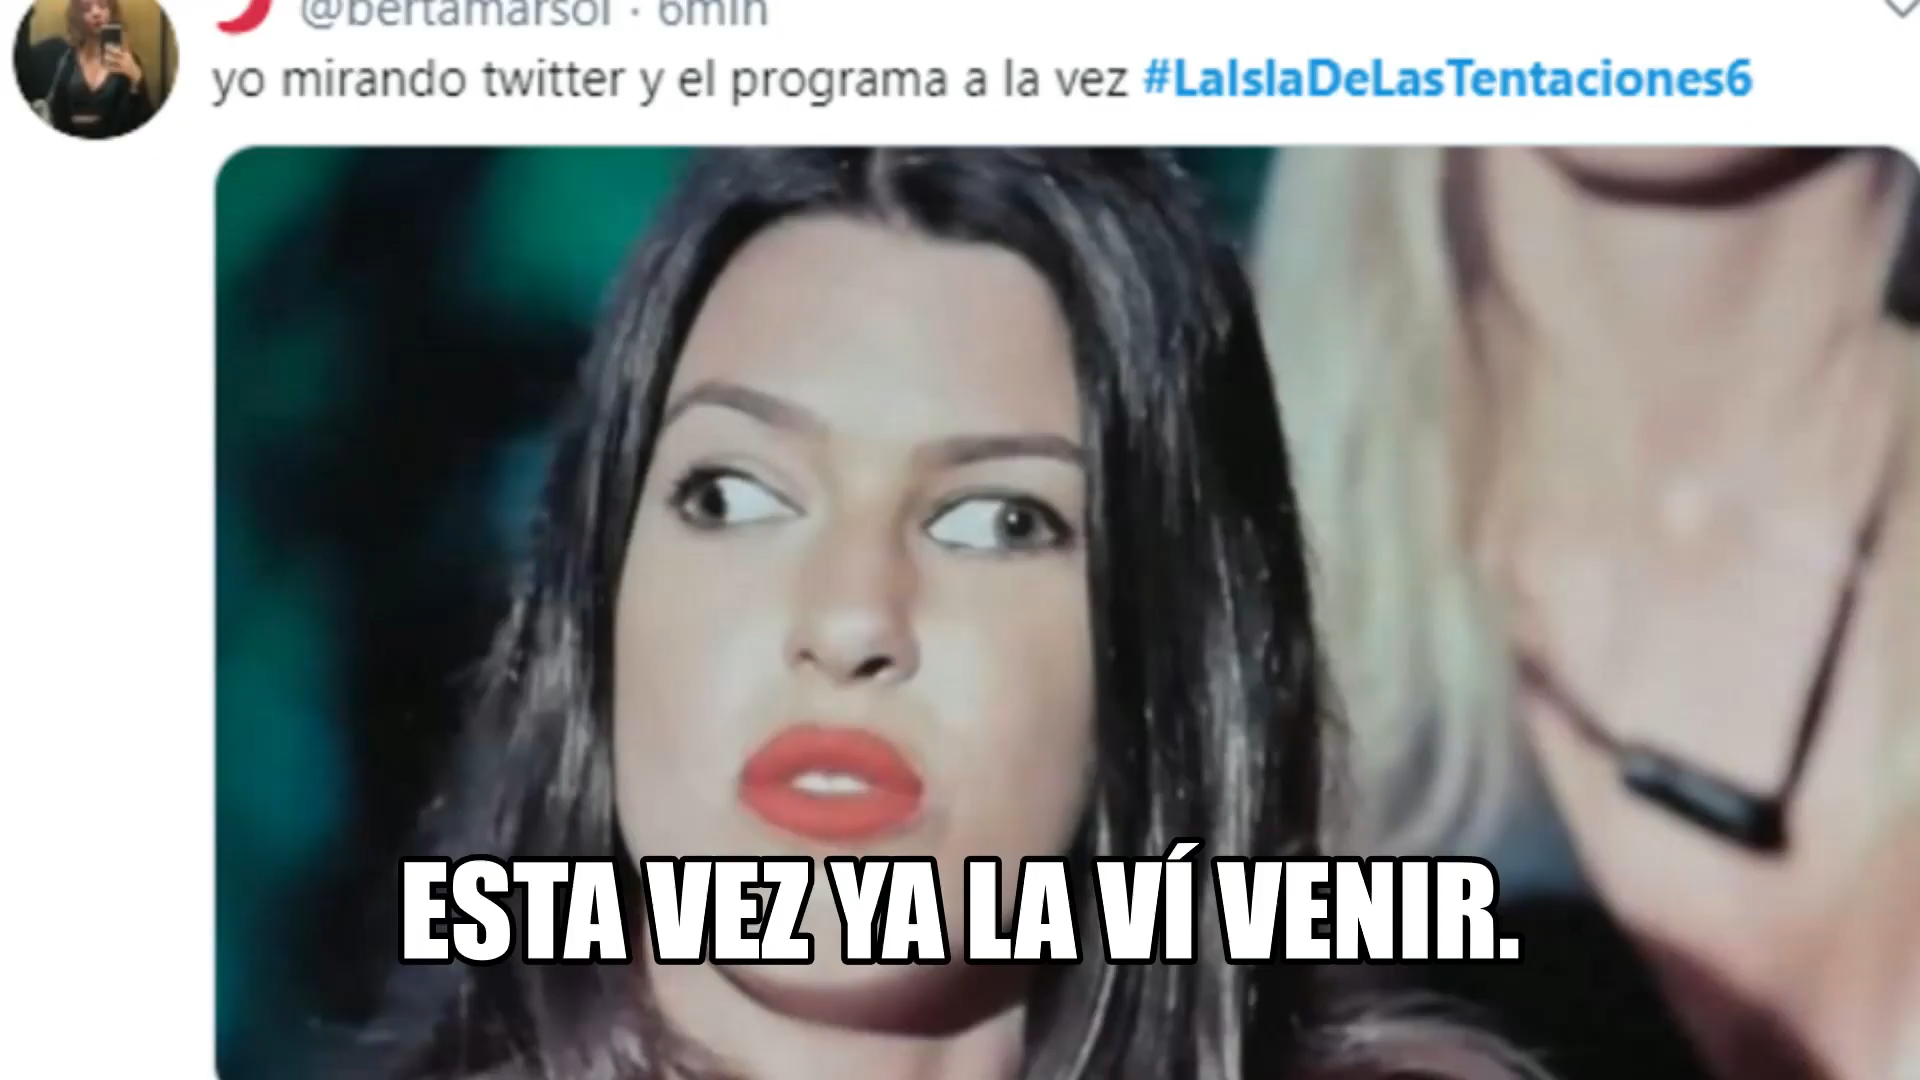 @bertamarsol · 6min
yo mirando twitter y el programa a la vez #LaIslaDeLasTentaciones6
ESTA VEZ YA LA VÍ VENIR.